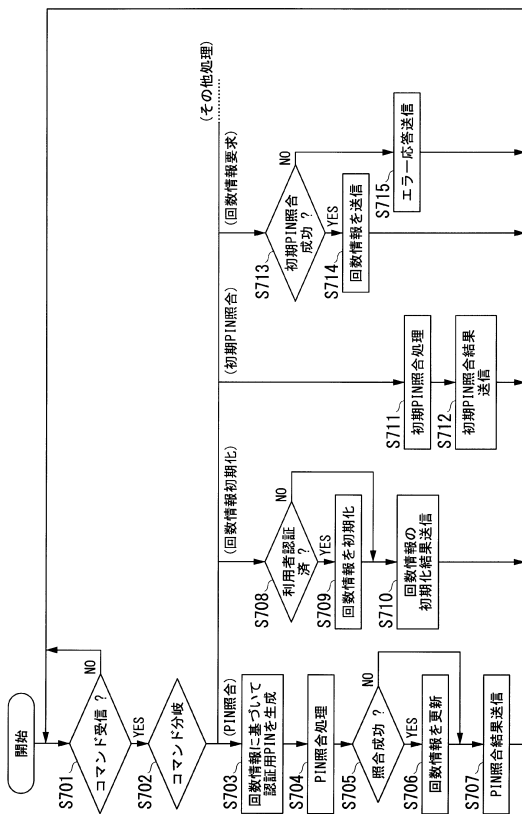 開始
S701
コマンド受信？
NO
YES
S702
コマンド分岐
(PIN照合)
S703
回数情報に基づいて
認証用PINを生成
S704
PIN照合処理
S705
照合成功？
NO
YES
S706
回数情報を更新
S707
PIN照合結果送信
(回数情報初期化)
S708
利用者認証
済？
NO
YES
S709
回数情報を初期化
S710
回数情報の
初期化結果送信
(初期PIN照合)
S711
初期PIN照合処理
S712
初期PIN照合結果
送信
(回数情報要求)
S713
初期PIN照合
成功？
NO
YES
S714
回数情報を送信
S715
エラー応答送信
(その他処理)